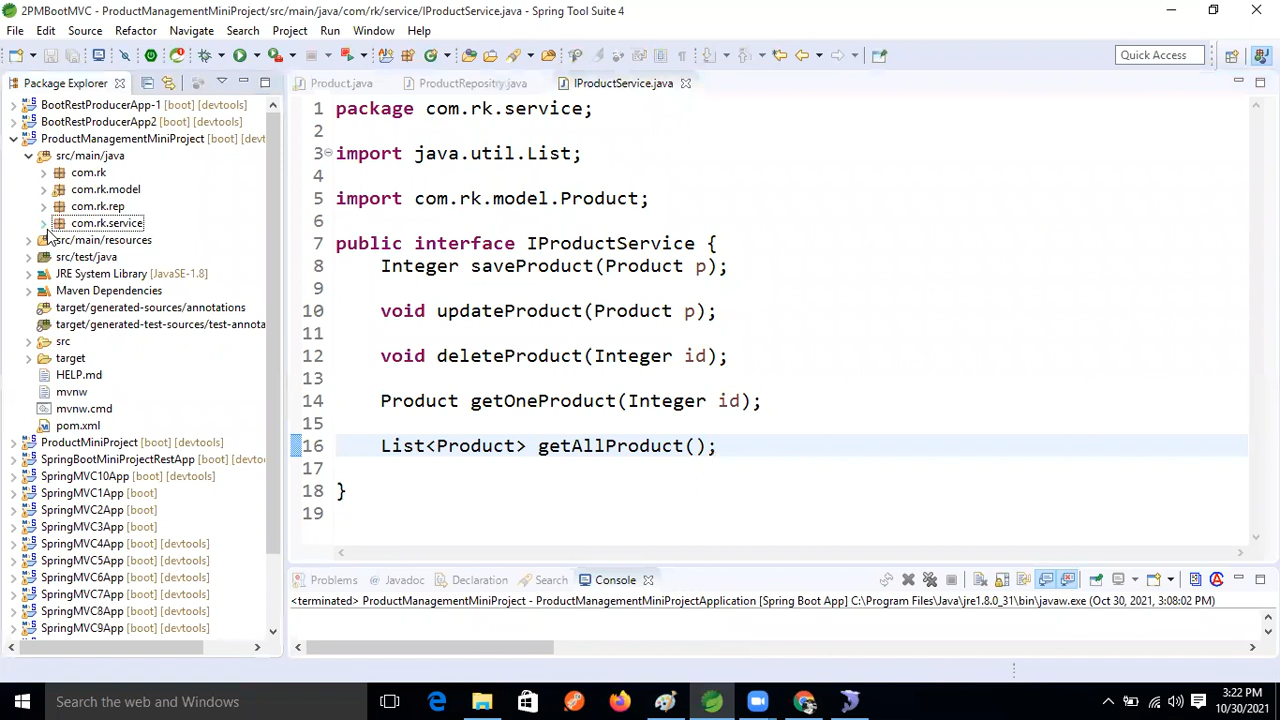 2PMBootMVC - ProductManagementMiniProject/src/main/java/com/rk/service/IProductService.java - Spring Tool Suite 4
File Edit Source Refactor Navigate Search Project Run Window Help
Quick Access
Package Explorer
Product.java ProductRepositry.java IProductService.java
BootRestProducerApp-1 [boot] [devtools]
BootRestProducerApp2 [boot] [devtools]
ProductManagementMiniProject [boot] [devt
src/main/java
com.rk
com.rk.model
com.rk.rep
com.rk.service
src/main/resources
src/test/java
JRE System Library [JavaSE-1.8]
Maven Dependencies
target/generated-sources/annotations
target/generated-test-sources/test-annota
src
target
HELP.md
mvnw
mvnw.cmd
pom.xml
ProductMiniProject [boot]
SpringBootMiniProjectRestApp [boot] [devto
SpringMVC10App [boot] [devtools]
SpringMVC1App [boot]
SpringMVC2App [boot]
SpringMVC3App [boot]
SpringMVC4App [boot] [devtools]
SpringMVC5App [boot] [devtools]
SpringMVC6App [boot] [devtools]
SpringMVC7App [boot] [devtools]
SpringMVC8App [boot] [devtools]
SpringMVC9App [boot] [devtools]
1 package com.rk.service;
2
3 import java.util.List;
4
5 import com.rk.model.Product;
6
7 public interface IProductService {
8 Integer saveProduct(Product p);
9
10 void updateProduct(Product p);
11
12 void deleteProduct(Integer id);
13
14 Product getOneProduct(Integer id);
15
16 List<Product> getAllProduct();
17
18 }
19
Problems Javadoc Declaration Search Console
<terminated> ProductManagementMiniProject - ProductManagementMiniProjectApplication [Spring Boot App] C:\Program Files\Java\jre1.8.0_31\bin\javaw.exe (Oct 30, 2021, 3:08:02 PM)
Search the web and Windows
3:22 PM
10/30/2021